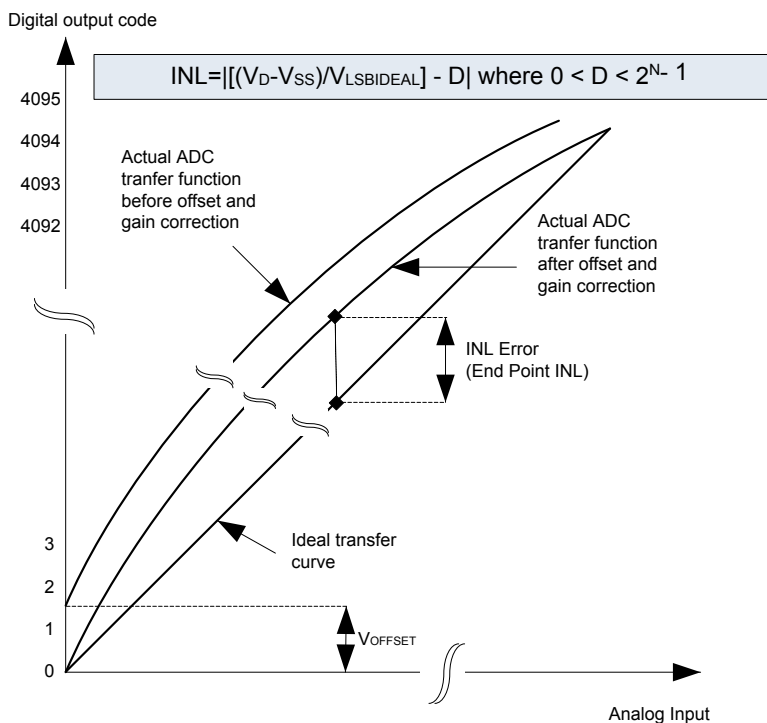 Digital output code
INL=|[(VD-VSS)/VLSBIDEAL] - D| where 0 < D < 2^N- 1
4095
4094
4093
4092
Actual ADC
tranfer function
before offset and
gain correction
Actual ADC
tranfer function
after offset and
gain correction
INL Error
(End Point INL)
Ideal transfer
curve
3
2
1
0
VOFFSET
Analog Input